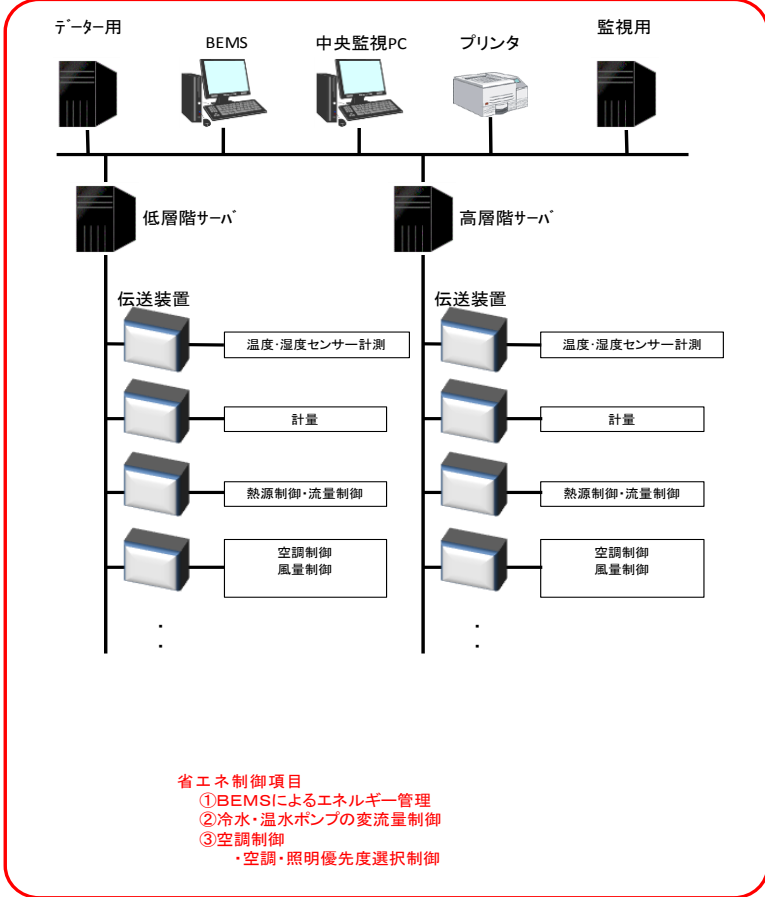 ﾃﾞｰター用
BEMS
中央監視PC
プリンタ
監視用
低層階ｻｰﾊﾞ
高層階ｻｰﾊﾞ
伝送装置
伝送装置
温度･湿度センサー計測
温度･湿度センサー計測
計量
計量
熱源制御･流量制御
熱源制御･流量制御
空調制御
風量制御
空調制御
風量制御
：
：
省エネ制御項目
①ＢＥＭＳによるエネルギー管理
②冷水・温水ポンプの変流量制御
③空調制御
・空調・照明優先度選択制御